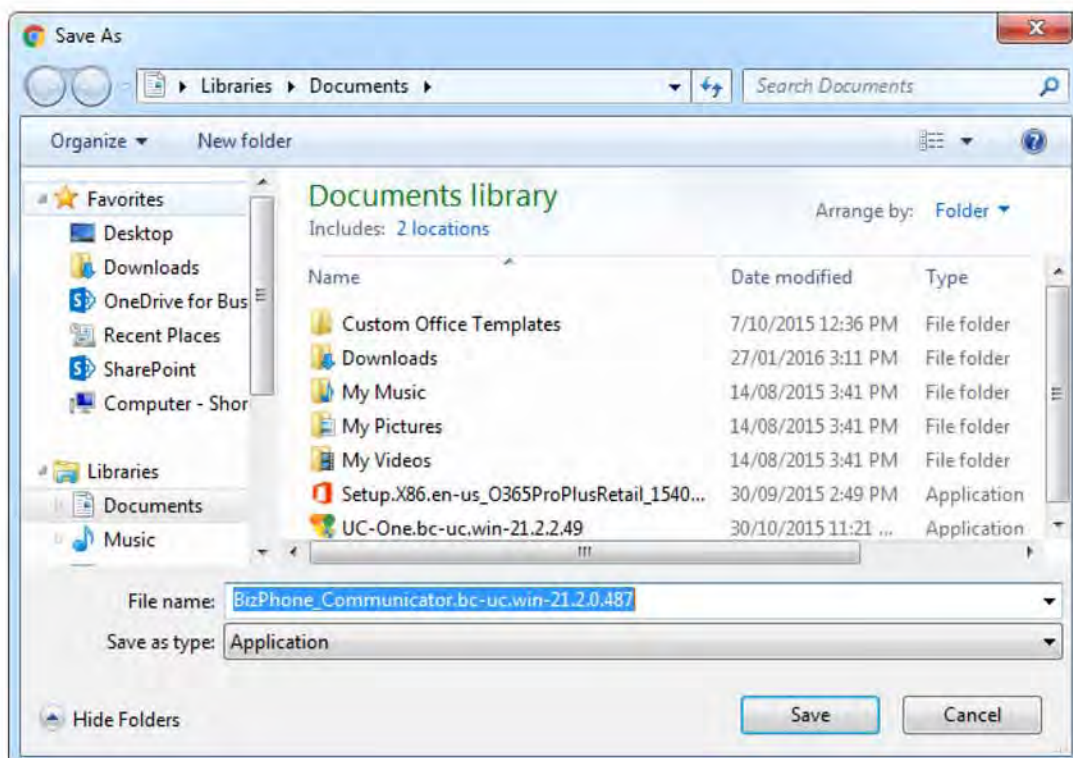 Save As
Libraries Documents
Search Documents
Organize New folder
Favorites
Desktop
Downloads
OneDrive for Bus
Recent Places
SharePoint
Computer - Shor
Libraries
Documents
Music
Documents library
Includes: 2 locations
Arrange by: Folder
Name Date modified Type
Custom Office Templates 7/10/2015 12:36 PM File folder
Downloads 27/01/2016 3:11 PM File folder
My Music 14/08/2015 3:41 PM File folder
My Pictures 14/08/2015 3:41 PM File folder
My Videos 14/08/2015 3:41 PM File folder
Setup.X86.en-us_O365ProPlusRetail_1540... 30/09/2015 2:49 PM Application
UC-One.bc-uc.win-21.2.2.49 30/10/2015 11:21 ... Application
File name: BizPhone_Communicator.bc-uc.win-21.2.0.487
Save as type: Application
Hide Folders
Save
Cancel